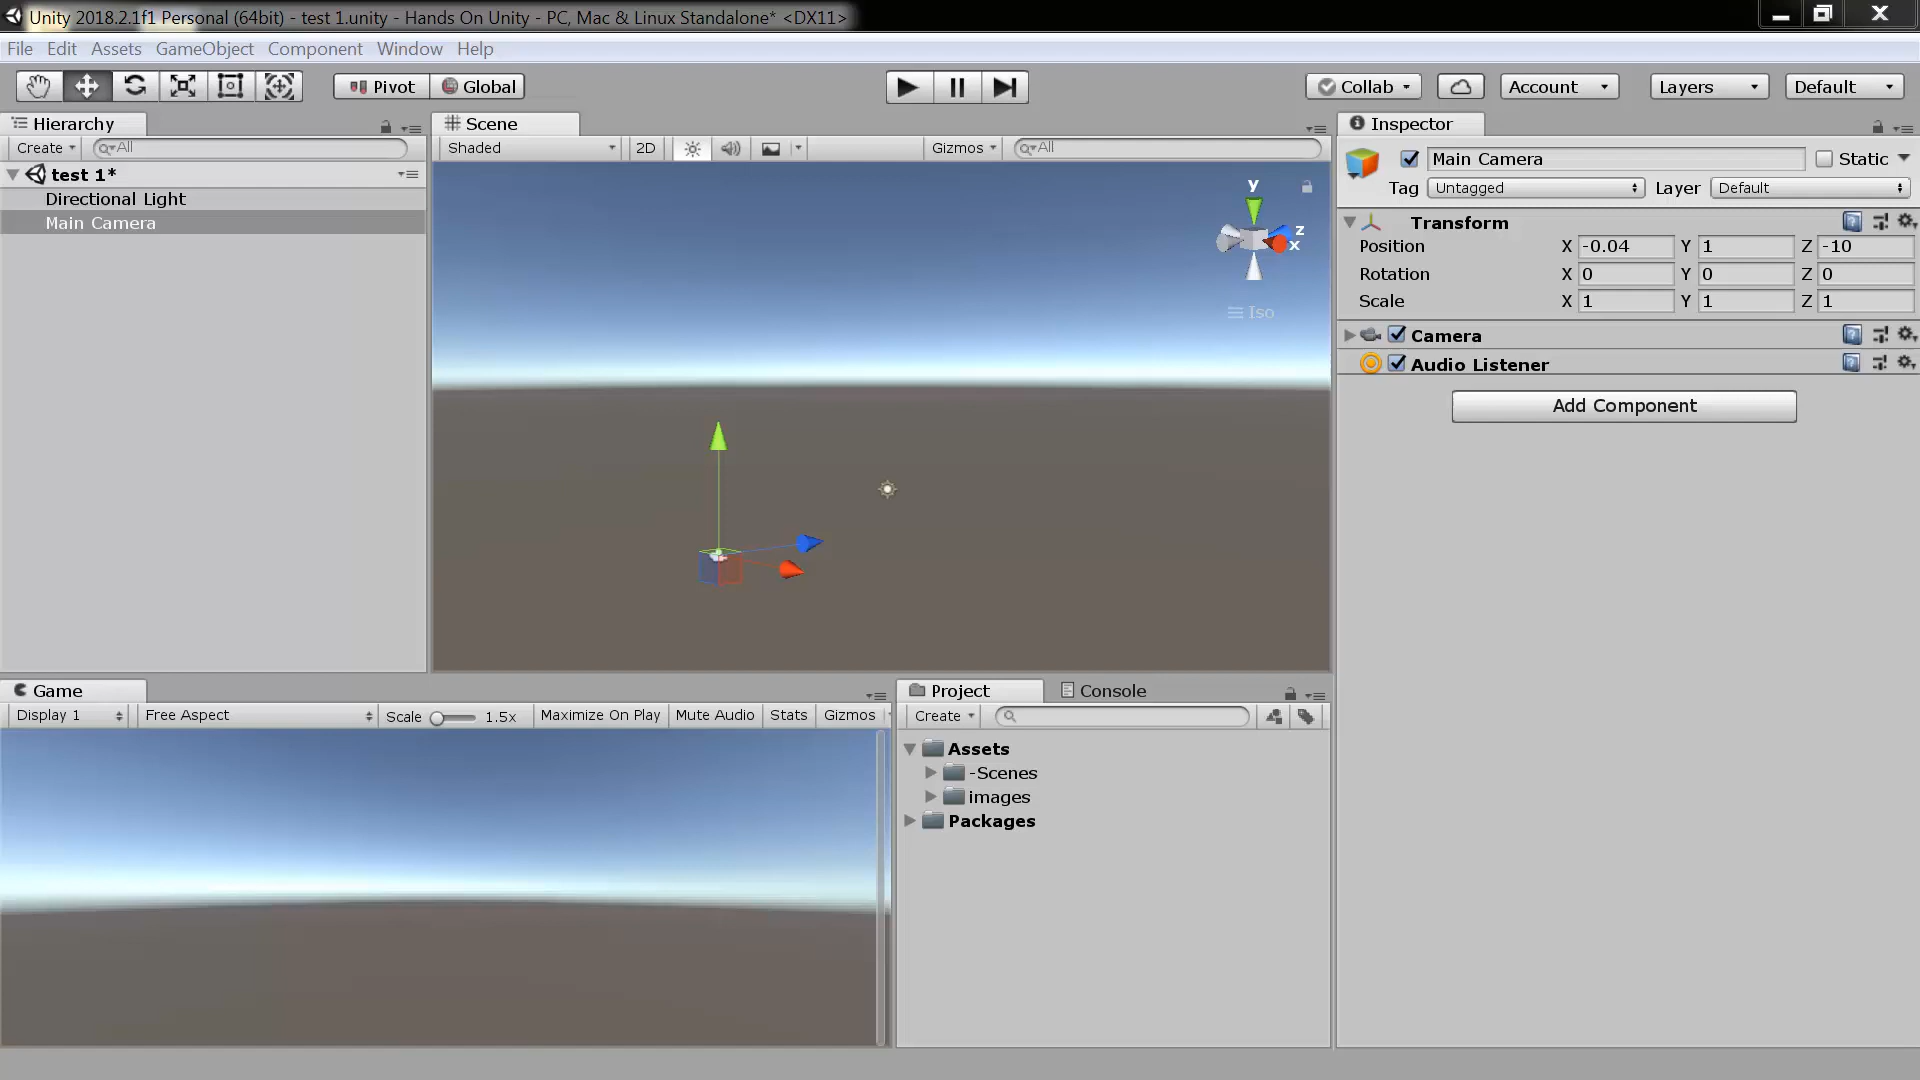 Unity 2018.2.1f1 Personal (64bit) - test 1.unity - Hands On Unity - PC, Mac & Linux Standalone* <DX11>
File Edit Assets GameObject Component Window Help
Pivot Global Collab Account Layers Default
Hierarchy
Create All
test 1*
Directional Light
Main Camera
Scene
Shaded 2D Gizmos All
y
z
x
Iso
Inspector
Main Camera Static
Tag Untagged Layer Default
Transform
Position X -0.04 Y 1 Z -10
Rotation X 0 Y 0 Z 0
Scale X 1 Y 1 Z 1
Camera
Audio Listener
Add Component
Game
Display 1 Free Aspect Scale 1.5x Maximize On Play Mute Audio Stats Gizmos
Project Console
Create
Assets
-Scenes
images
Packages